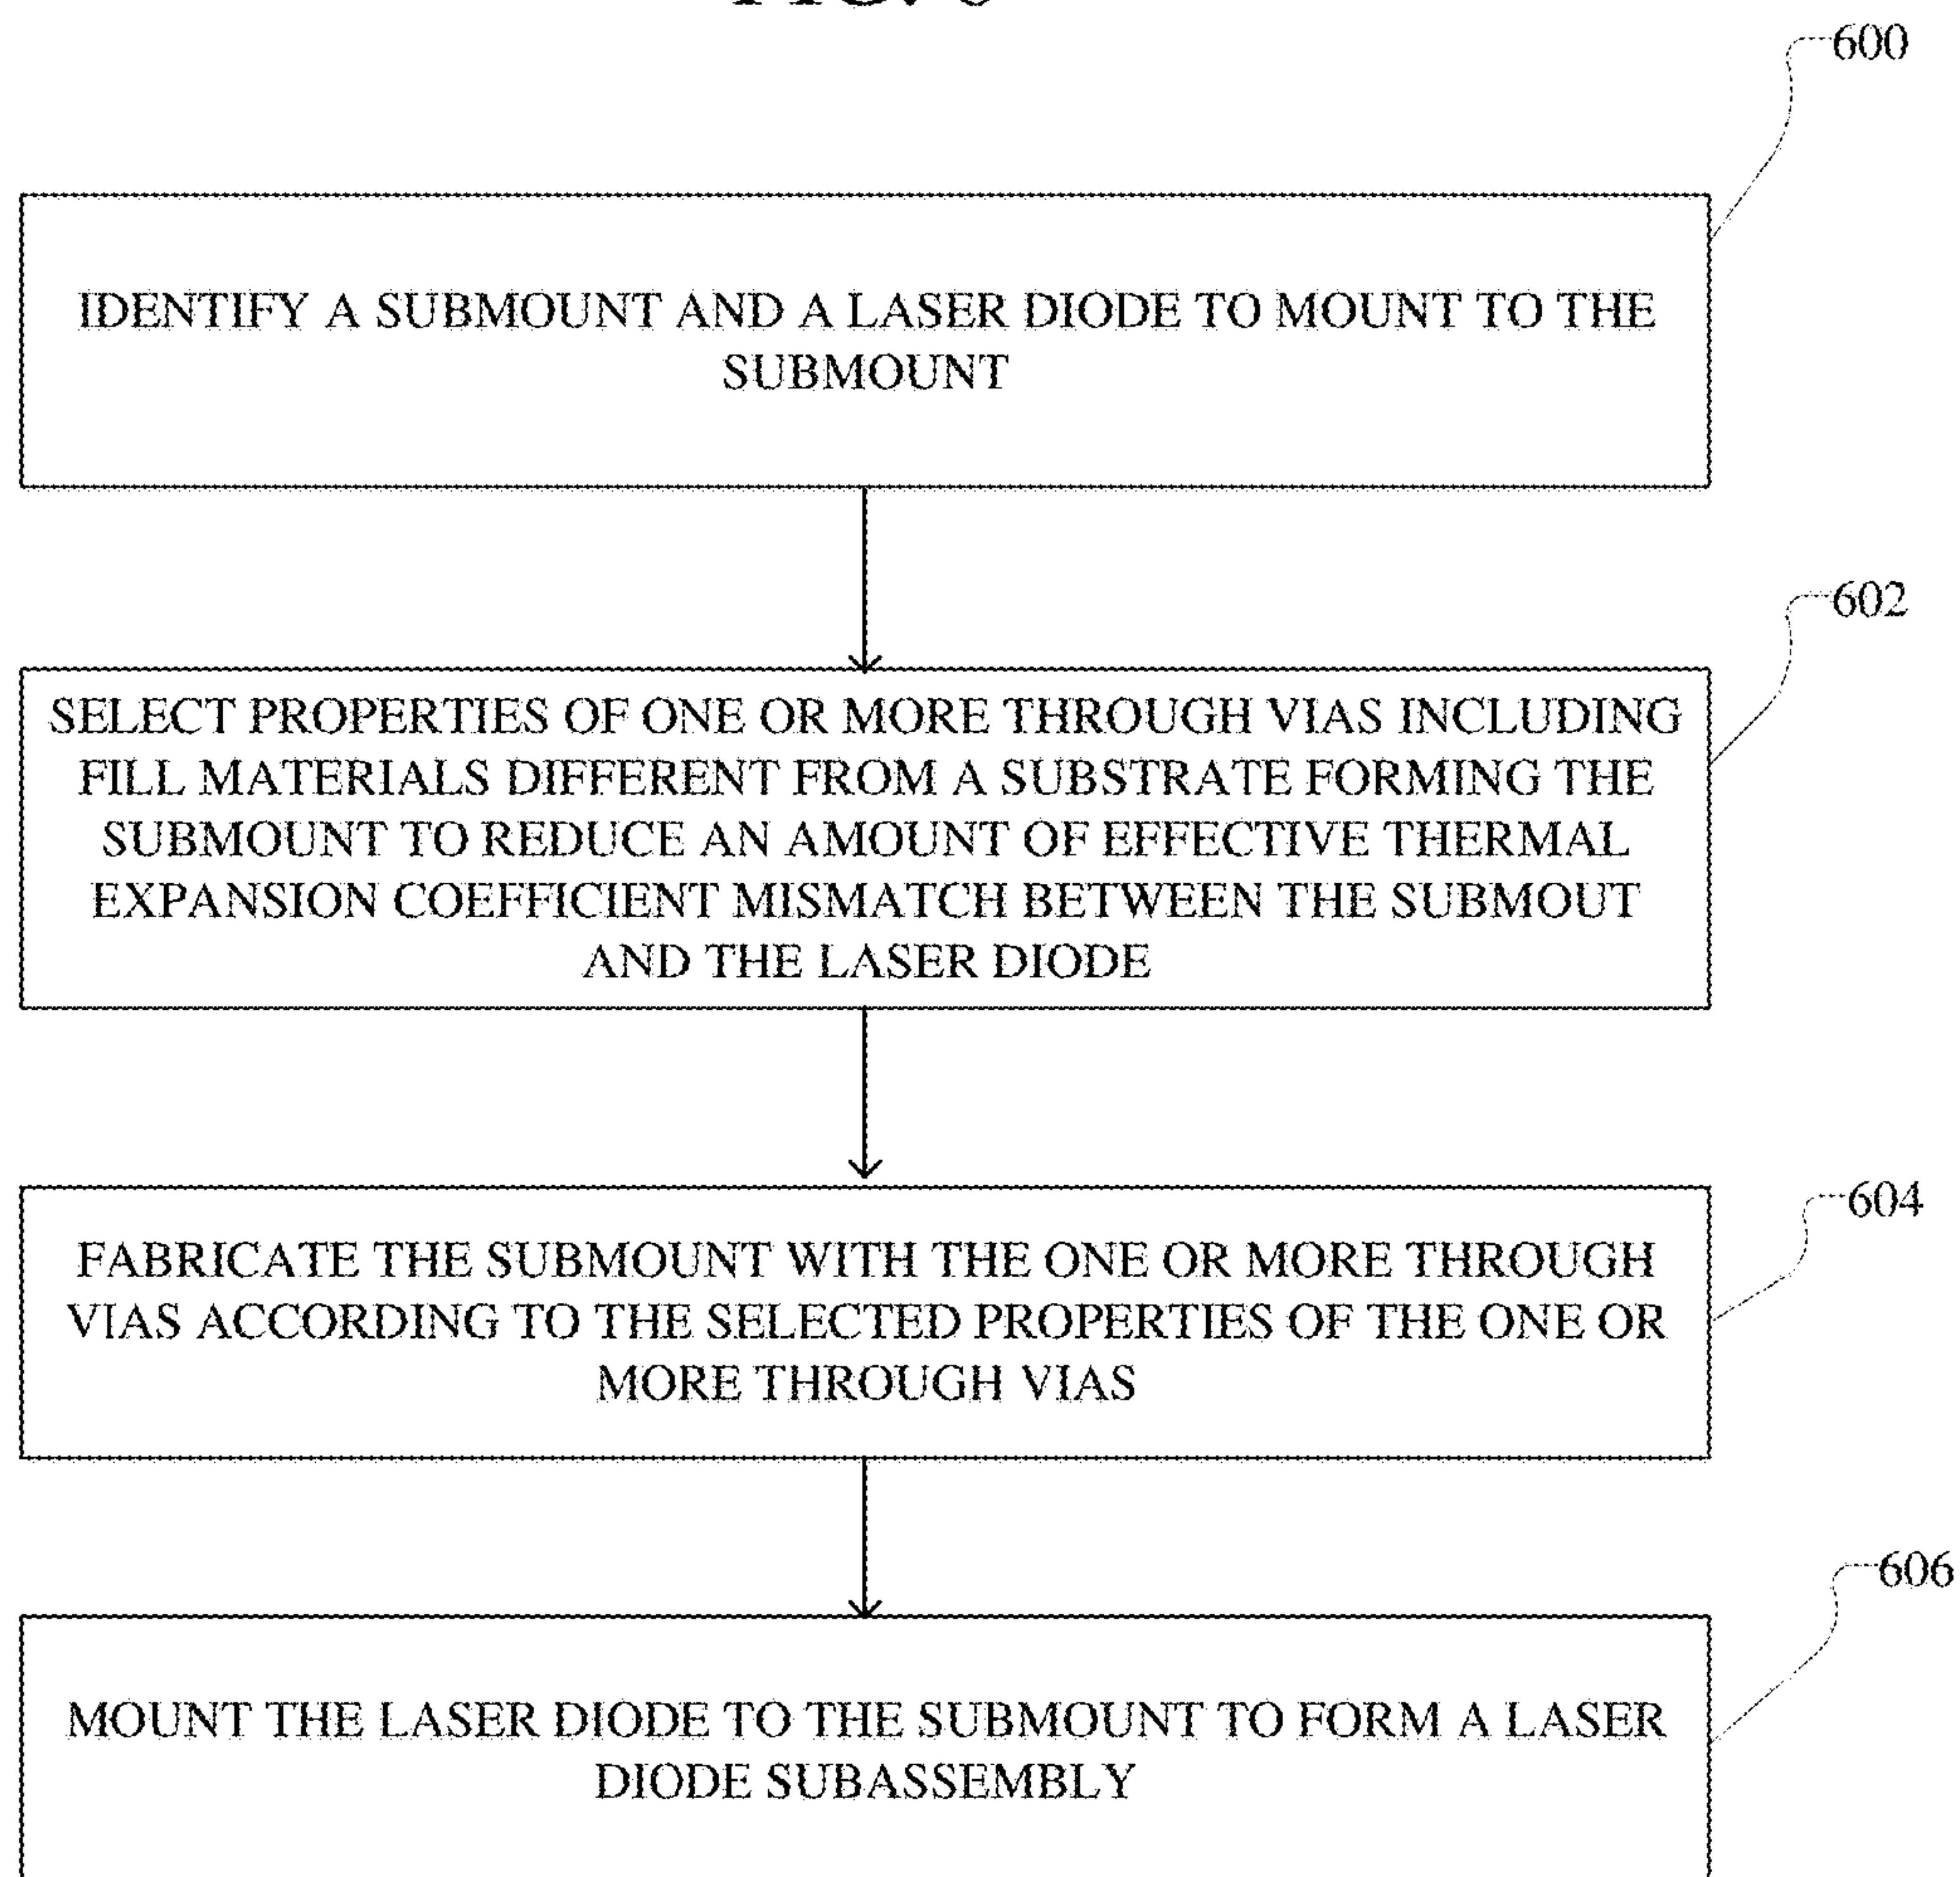 600
IDENTIFY A SUBMOUNT AND A LASER DIODE TO MOUNT TO THE
SUBMOUNT
602
SELECT PROPERTIES OF ONE OR MORE THROUGH VIAS INCLUDING
FILL MATERIALS DIFFERENT FROM A SUBSTRATE FORMING THE
SUBMOUNT TO REDUCE AN AMOUNT OF EFFECTIVE THERMAL
EXPANSION COEFFICIENT MISMATCH BETWEEN THE SUBMOUT
AND THE LASER DIODE
604
FABRICATE THE SUBMOUNT WITH THE ONE OR MORE THROUGH
VIAS ACCORDING TO THE SELECTED PROPERTIES OF THE ONE OR
MORE THROUGH VIAS
606
MOUNT THE LASER DIODE TO THE SUBMOUNT TO FORM A LASER
DIODE SUBASSEMBLY